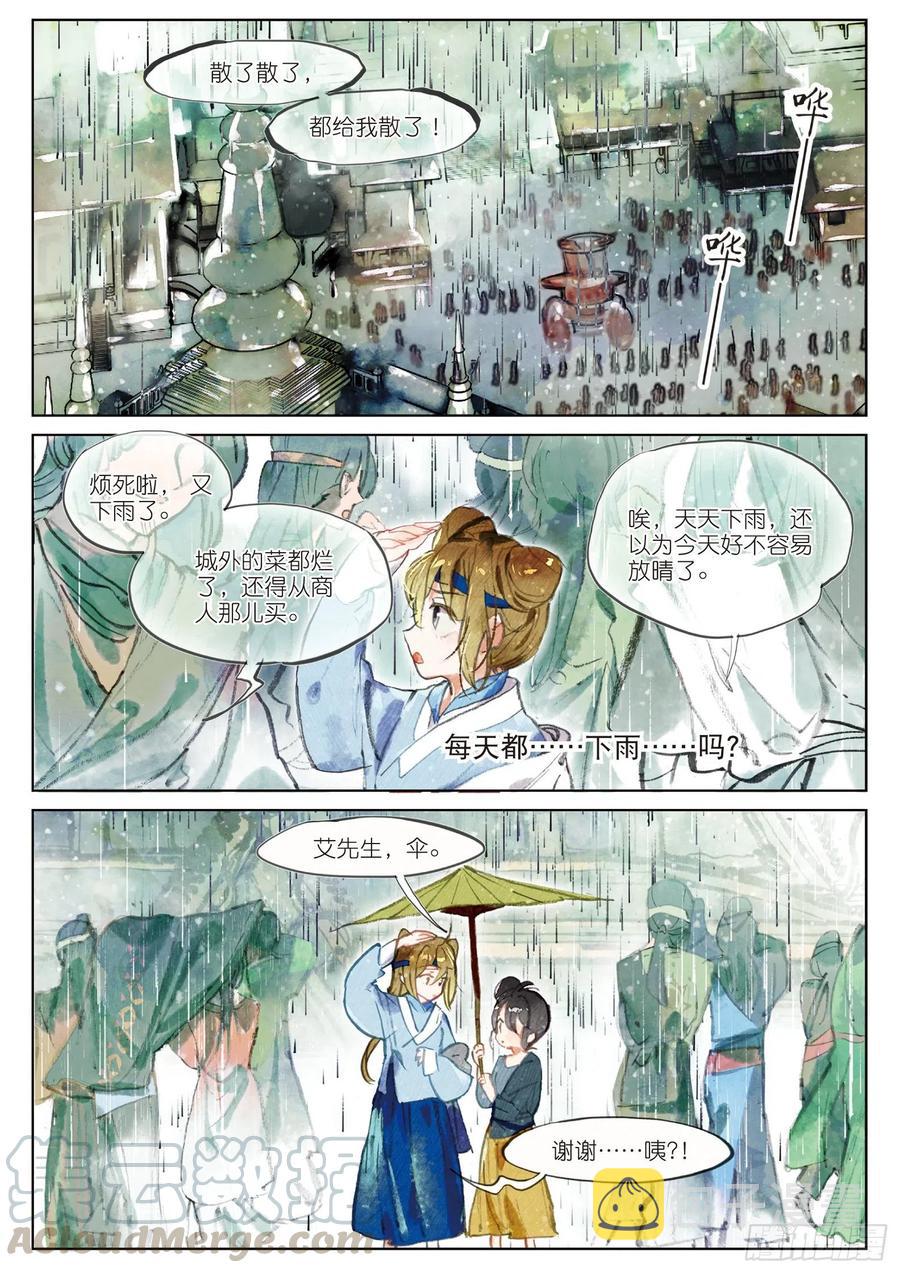 散了散了，
都给我散了！
哗
哗
烦死啦，又
下雨了。
城外的菜都烂
了，还得从商
人那儿买。
唉，天天下雨，还
以为今天好不容易
放晴了。
每天都……下雨……吗？
艾先生，伞。
谢谢……咦？！
集云数据
AcloudMerge.com